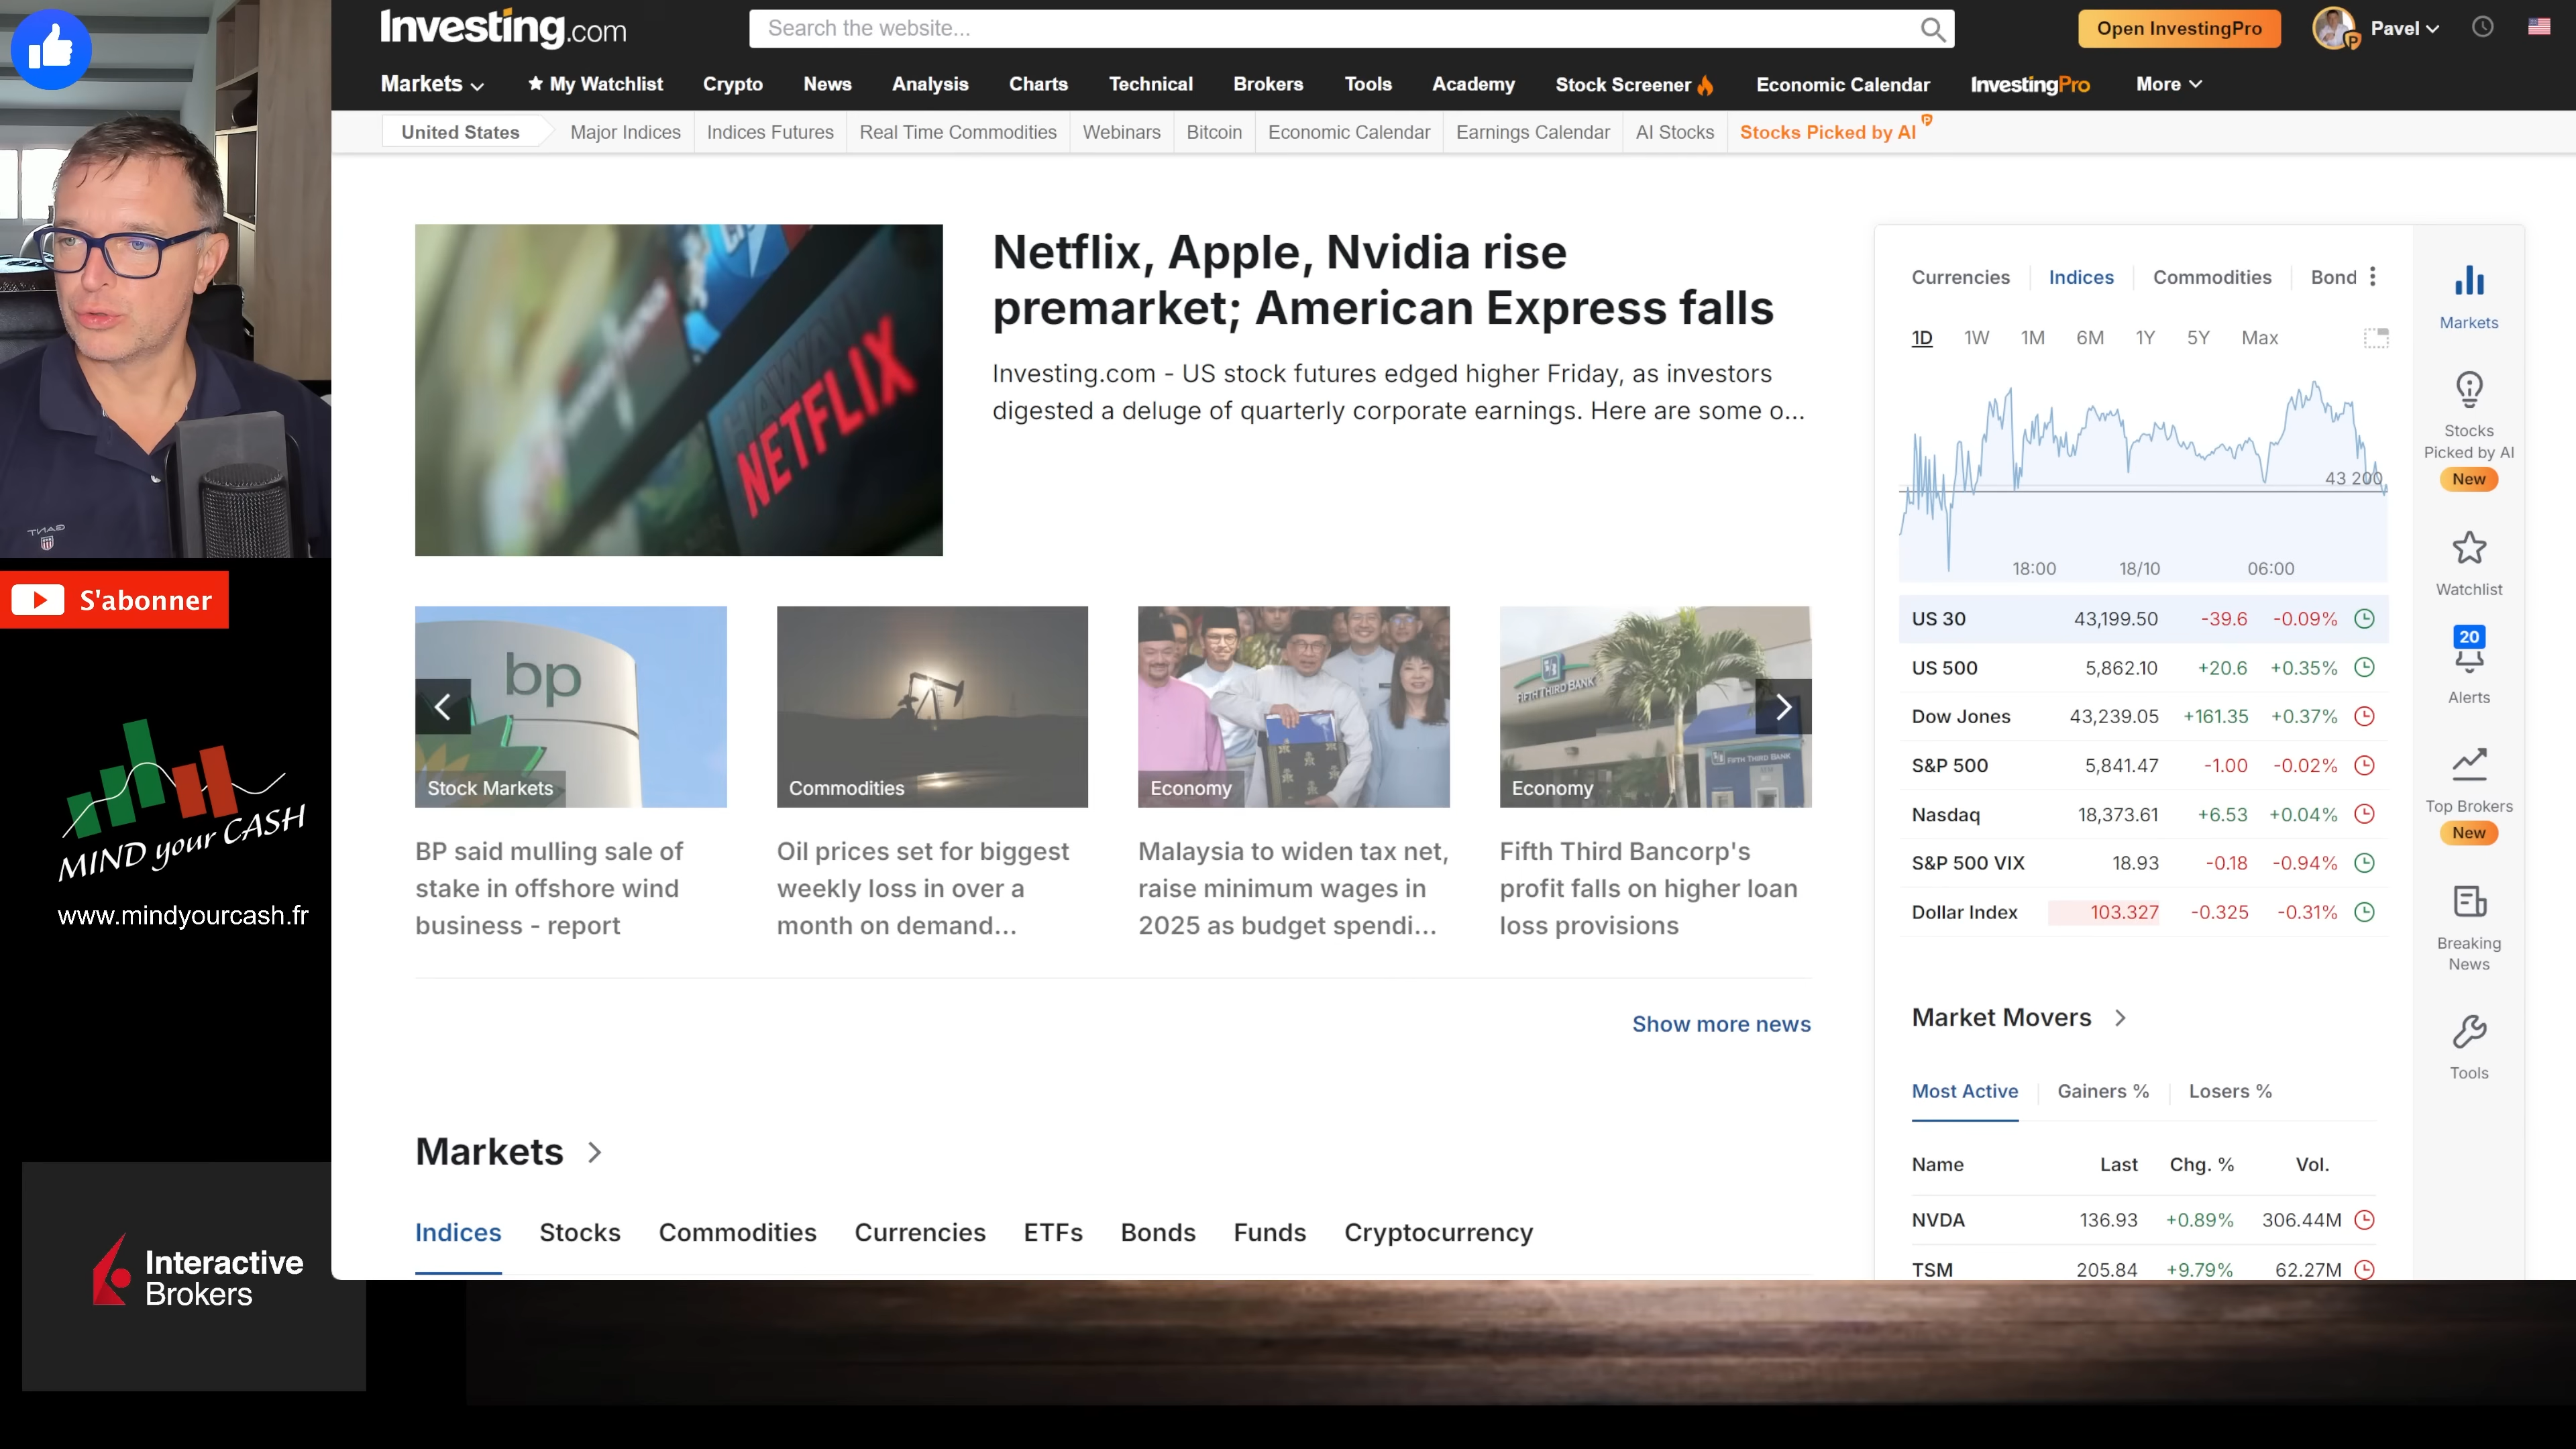 Investing.com
Search the website...
Open InvestingPro
Pavel
Markets
My Watchlist
Crypto
News
Analysis
Charts
Technical
Brokers
Tools
Academy
Stock Screener
Economic Calendar
InvestingPro
More
United States
Major Indices
Indices Futures
Real Time Commodities
Webinars
Bitcoin
Economic Calendar
Earnings Calendar
AI Stocks
Stocks Picked by AI
NETFLIX
Netflix, Apple, Nvidia rise
premarket; American Express falls
Investing.com - US stock futures edged higher Friday, as investors
digested a deluge of quarterly corporate earnings. Here are some o...
bp
Stock Markets
BP said mulling sale of
stake in offshore wind
business - report
Commodities
Oil prices set for biggest
weekly loss in over a
month on demand...
Economy
Malaysia to widen tax net,
raise minimum wages in
2025 as budget spendi...
FIFTH THIRD BANK
FIFTH THIRD BANK
Economy
Fifth Third Bancorp's
profit falls on higher loan
loss provisions
Show more news
Markets
Indices
Stocks
Commodities
Currencies
ETFs
Bonds
Funds
Cryptocurrency
Currencies
Indices
Commodities
Bond
1D 1W 1M 6M 1Y 5Y Max
43 200
18:00 18/10 06:00
US 30 43,199.50 -39.6 -0.09%
US 500 5,862.10 +20.6 +0.35%
Dow Jones 43,239.05 +161.35 +0.37%
S&P 500 5,841.47 -1.00 -0.02%
Nasdaq 18,373.61 +6.53 +0.04%
S&P 500 VIX 18.93 -0.18 -0.94%
Dollar Index 103.327 -0.325 -0.31%
Market Movers
Most Active
Gainers %
Losers %
Name Last Chg. % Vol.
NVDA 136.93 +0.89% 306.44M
TSM 205.84 +9.79% 62.27M
Markets
Stocks
Picked by AI
New
Watchlist
20
Alerts
Top Brokers
New
Breaking
News
Tools
GANT
S'abonner
MIND your CASH
www.mindyourcash.fr
Interactive
Brokers